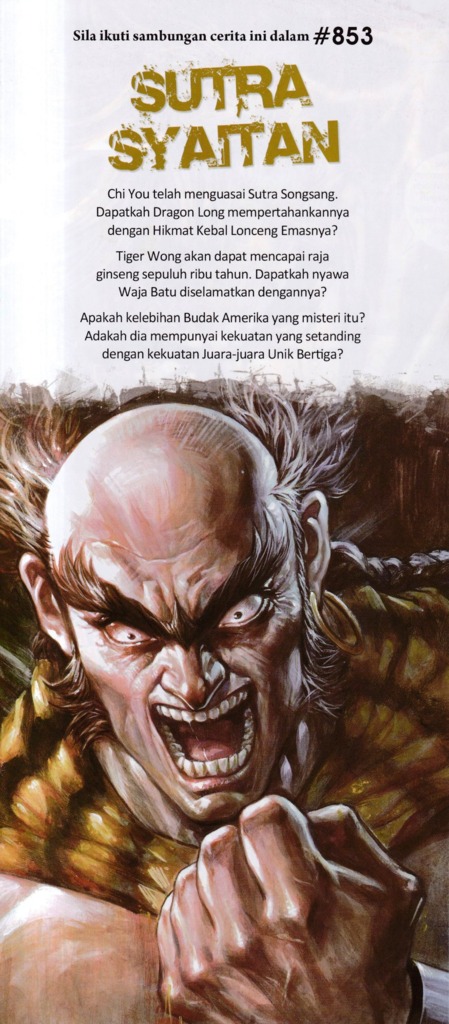 Sila ikuti sambungan cerita ini dalam #853
SUTRA
SYAITAN
Chi You telah menguasai Sutra Songsang.
Dapatkah Dragon Long mempertahankannya
dengan Hikmat Kebal Lonceng Emasnya?
Tiger Wong akan dapat mencapai raja
ginseng sepuluh ribu tahun. Dapatkah nyawa
Waja Batu diselamatkan dengannya?
Apakah kelebihan Budak Amerika yang misteri itu?
Adakah dia mempunyai kekuatan yang setanding
dengan kekuatan Juara-juara Unik Bertiga?